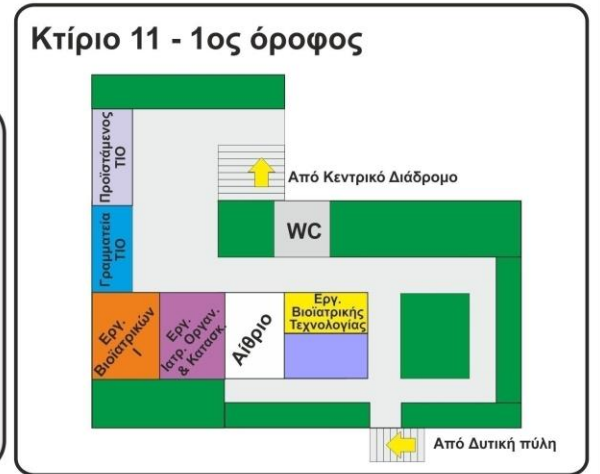 Κτίριο 11 - 1ος όροφος
Προϊστάμενος
ΤΙΟ
Από Κεντρικό Διάδρομο
Γραμματεία
ΤΙΟ
WC
Εργ.
Βιοϊατρικών
Ι
Εργ.
Ιατρ. Οργαν.
& Κατασκ.
Αίθριο
Εργ.
Βιοϊατρικής
Τεχνολογίας
Από Δυτική πύλη